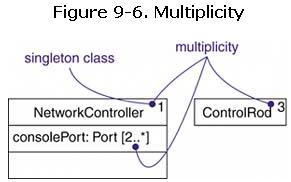 Figure 9-6. Multiplicity
singleton class
multiplicity
NetworkController 1
ControlRod 3
consolePort: Port [2..*]